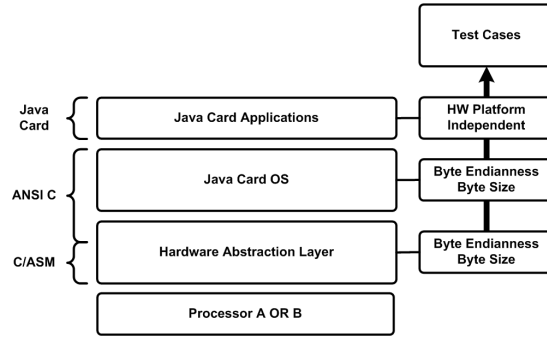 Test Cases
Java
Card
Java Card Applications
HW Platform
Independent
ANSI C
Java Card OS
Byte Endianness
Byte Size
C/ASM
Hardware Abstraction Layer
Byte Endianness
Byte Size
Processor A OR B